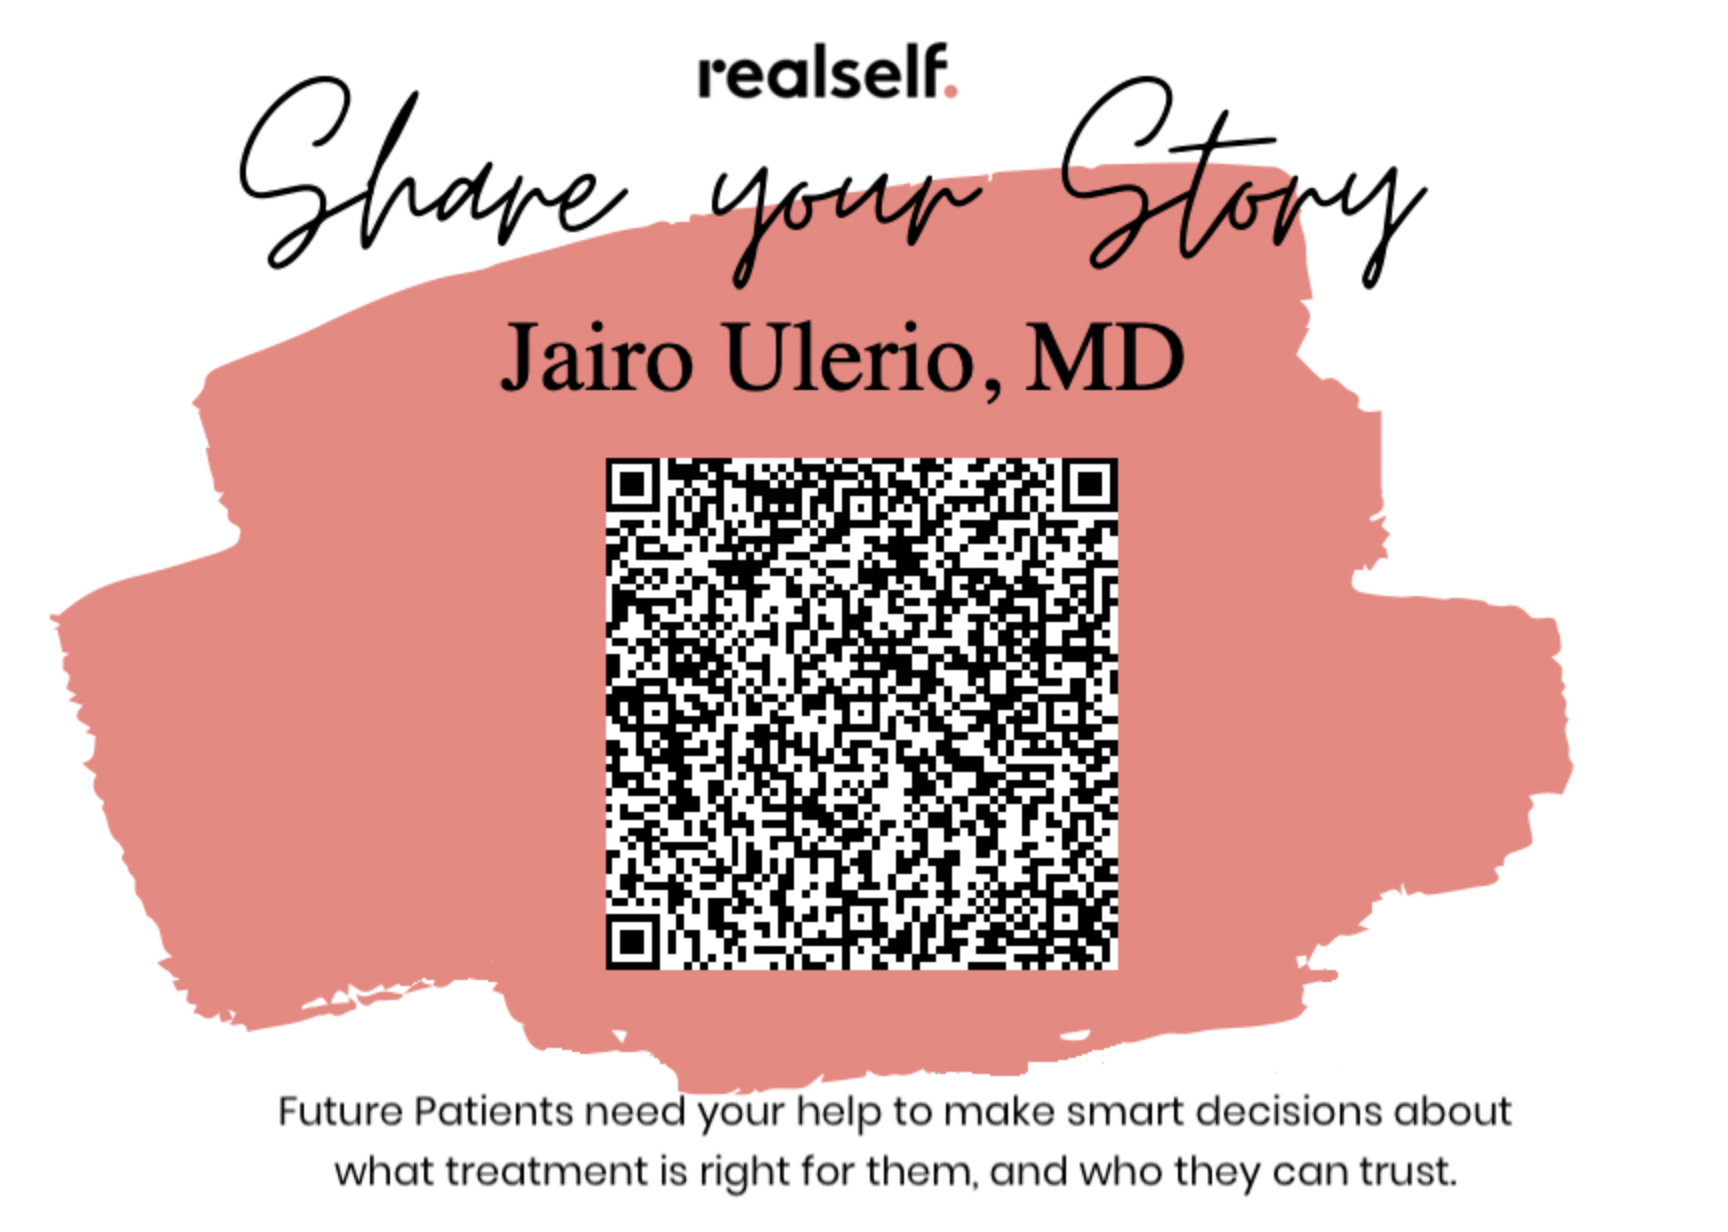 realself.
Share your Story
Jairo Ulerio, MD
Future Patients need your help to make smart decisions about
what treatment is right for them, and who they can trust.